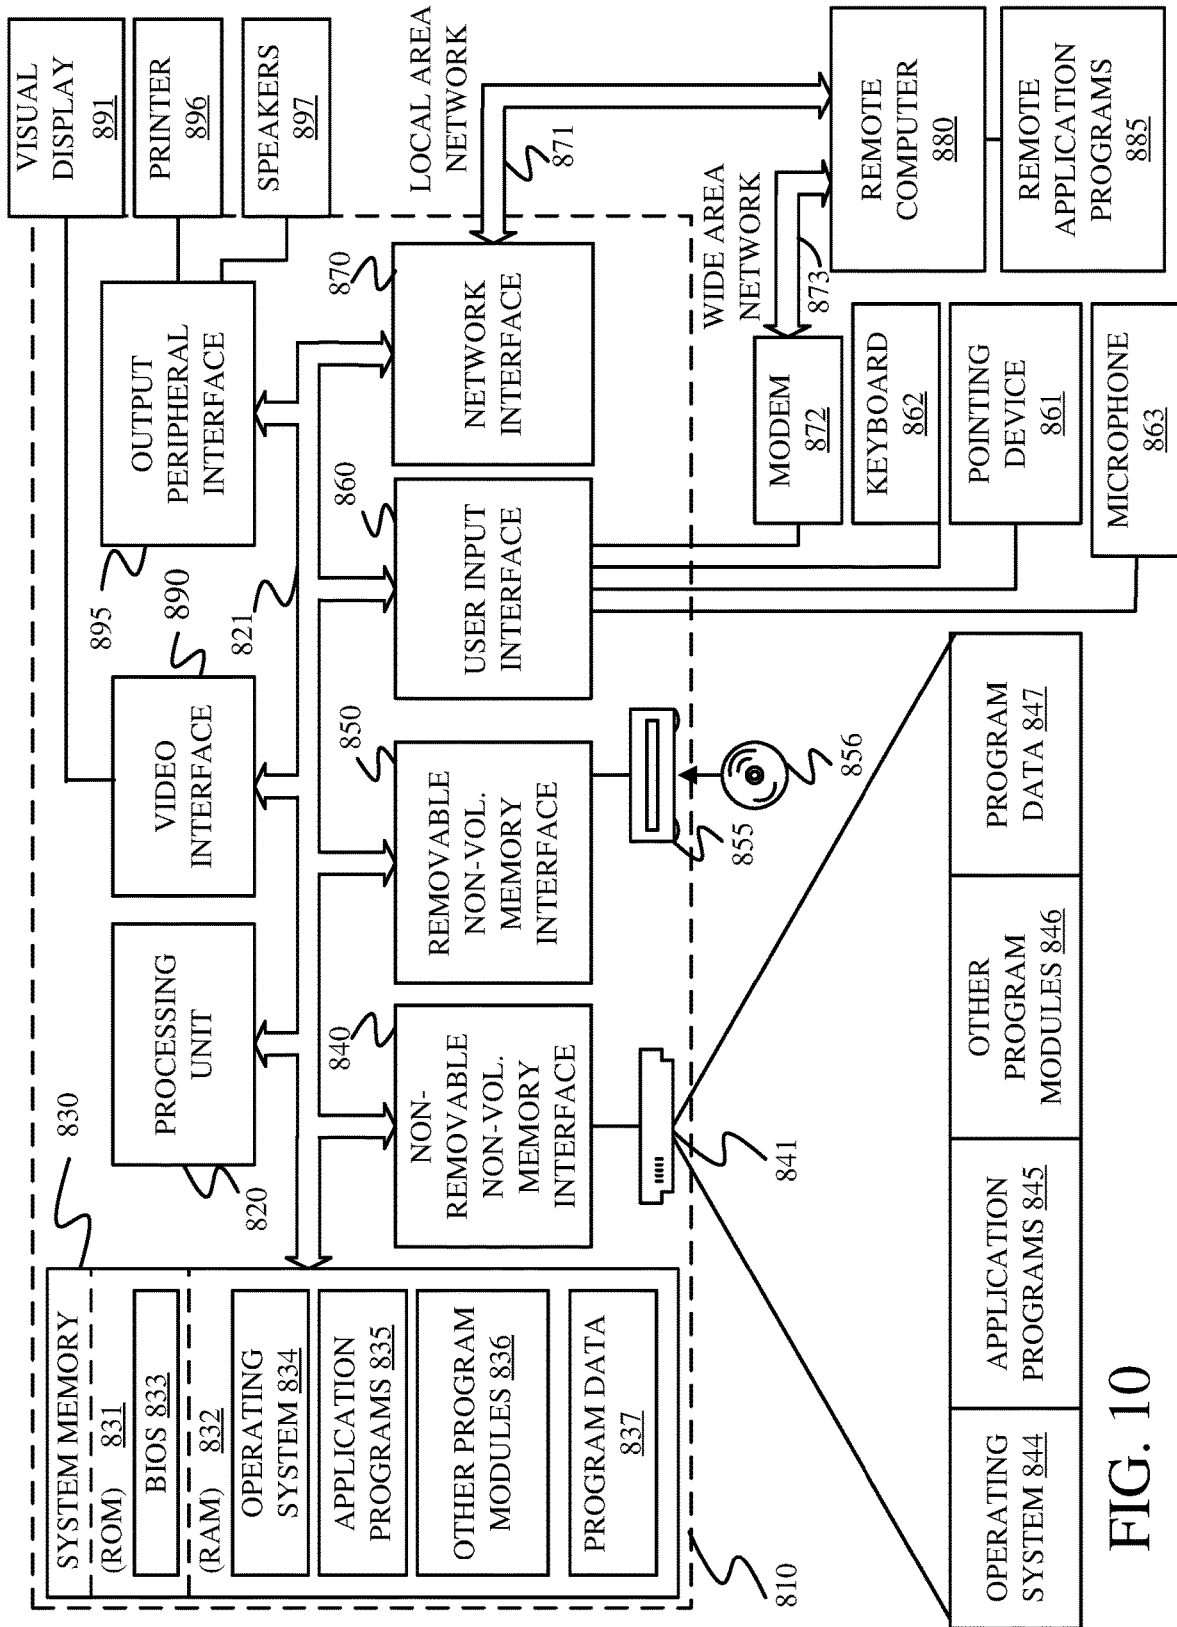 SYSTEM MEMORY
(ROM) 831
BIOS 833
(RAM) 832
OPERATING
SYSTEM 834
APPLICATION
PROGRAMS 835
OTHER PROGRAM
MODULES 836
PROGRAM DATA
837
830
PROCESSING
UNIT
820
VIDEO
INTERFACE
890
OUTPUT
PERIPHERAL
INTERFACE
895
821
VISUAL
DISPLAY
891
PRINTER
896
SPEAKERS
897
NON-
REMOVABLE
NON-VOL.
MEMORY
INTERFACE
840
REMOVABLE
NON-VOL.
MEMORY
INTERFACE
850
USER INPUT
INTERFACE
860
NETWORK
INTERFACE
870
LOCAL AREA
NETWORK
871
810
841
855
856
WIDE AREA
NETWORK
873
MODEM
872
KEYBOARD
862
POINTING
DEVICE
861
MICROPHONE
863
REMOTE
COMPUTER
880
REMOTE
APPLICATION
PROGRAMS
885
OPERATING
SYSTEM 844
APPLICATION
PROGRAMS 845
OTHER
PROGRAM
MODULES 846
PROGRAM
DATA 847
FIG. 10